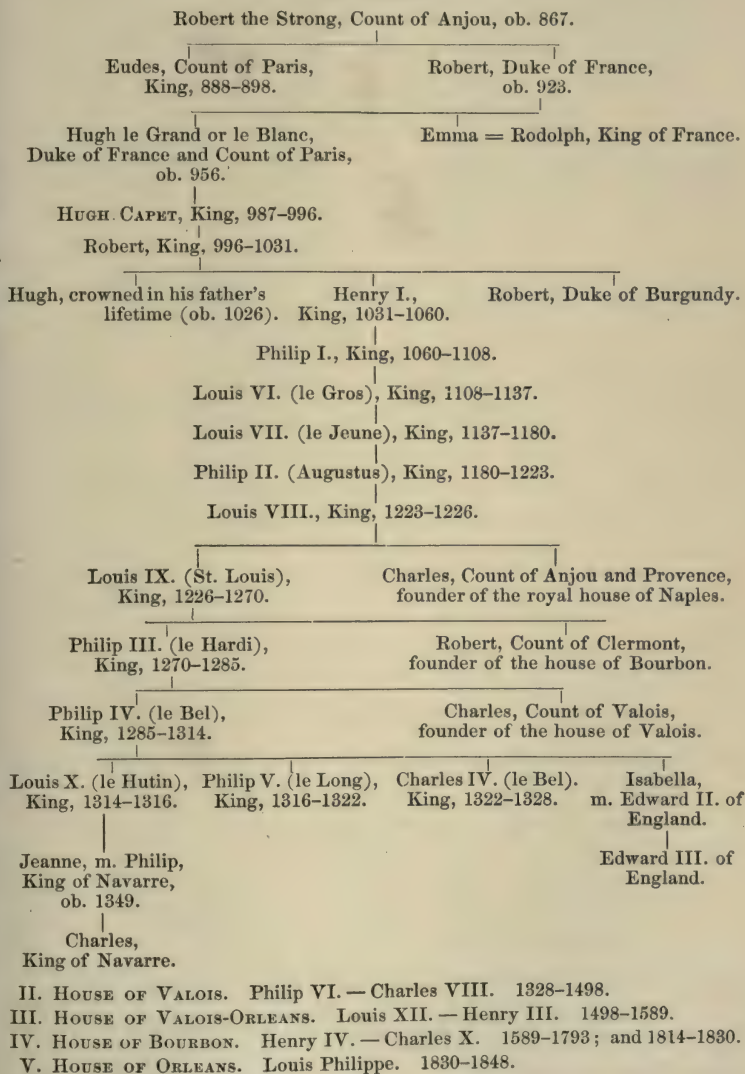 Robert the Strong, Count of Anjou, ob. 867.
Eudes, Count of Paris, Robert, Duke of France,
King, 888–898. ob. 923.
Hugh le Grand or le Blanc, Emma = Rodolph, King of France.
Duke of France and Count of Paris,
ob. 956.
HUGH CAPET, King, 987–996.
Robert, King, 996–1031.
Hugh, crowned in his father's Henry I., Robert, Duke of Burgundy.
lifetime (ob. 1026). King, 1031–1060.
Philip I., King, 1060–1108.
Louis VI. (le Gros), King, 1108–1137.
Louis VII. (le Jeune), King, 1137–1180.
Philip II. (Augustus), King, 1180–1223.
Louis VIII., King, 1223–1226.
Louis IX. (St. Louis), Charles, Count of Anjou and Provence,
King, 1226–1270. founder of the royal house of Naples.
Philip III. (le Hardi), Robert, Count of Clermont,
King, 1270–1285. founder of the house of Bourbon.
Philip IV. (le Bel), Charles, Count of Valois,
King, 1285–1314. founder of the house of Valois.
Louis X. (le Hutin), Philip V. (le Long), Charles IV. (le Bel). Isabella,
King, 1314–1316. King, 1316–1322. King, 1322–1328. m. Edward II. of
England.
Jeanne, m. Philip, Edward III. of
King of Navarre, England.
ob. 1349.
Charles,
King of Navarre.
II. HOUSE OF VALOIS. Philip VI. — Charles VIII. 1328–1498.
III. HOUSE OF VALOIS-ORLEANS. Louis XII. — Henry III. 1498–1589.
IV. HOUSE OF BOURBON. Henry IV. — Charles X. 1589–1793; and 1814–1830.
V. HOUSE OF ORLEANS. Louis Philippe. 1830–1848.